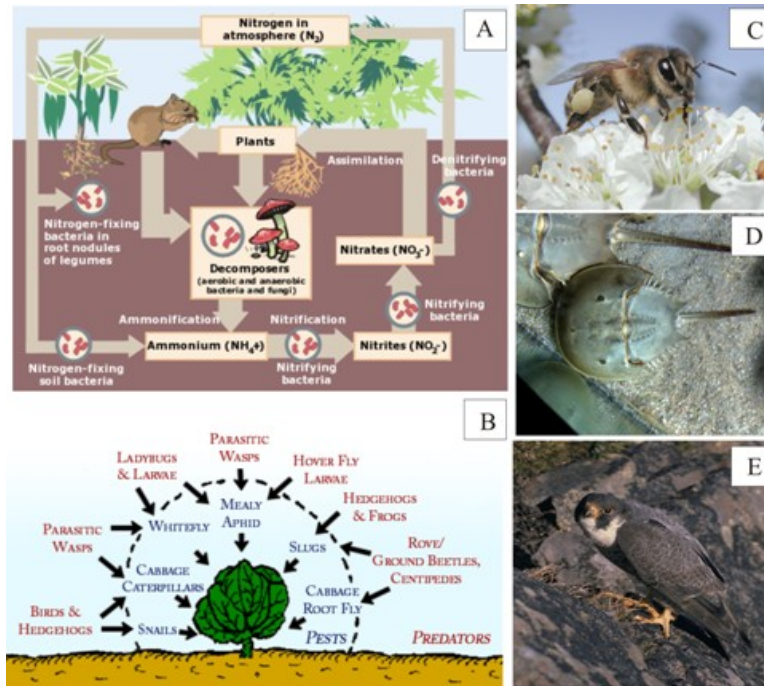 A
Nitrogen in
atmosphere (N₂)
Plants
Assimilation
Denitrifying
bacteria
Nitrogen-fixing
bacteria in
root nodules
of legumes
Decomposers
(aerobic and anaerobic
bacteria and fungi)
Nitrates (NO₃-)
Ammonification
Nitrification
Nitrifying
bacteria
Ammonium (NH₄+)
Nitrites (NO₂-)
Nitrogen-fixing
soil bacteria
Nitrifying
bacteria
B
PARASITIC
WASPS
LADYBUGS
& LARVAE
HOVER FLY
LARVAE
HEDGEHOGS
& FROGS
MEALY
APHID
WHITEFLY
SLUGS
PARASITIC
WASPS
ROVE/
GROUND BEETLES,
CENTIPEDES
CABBAGE
CATERPILLARS
CABBAGE
ROOT FLY
BIRDS &
HEDGEHOGS
SNAILS
PESTS
PREDATORS
C
D
E